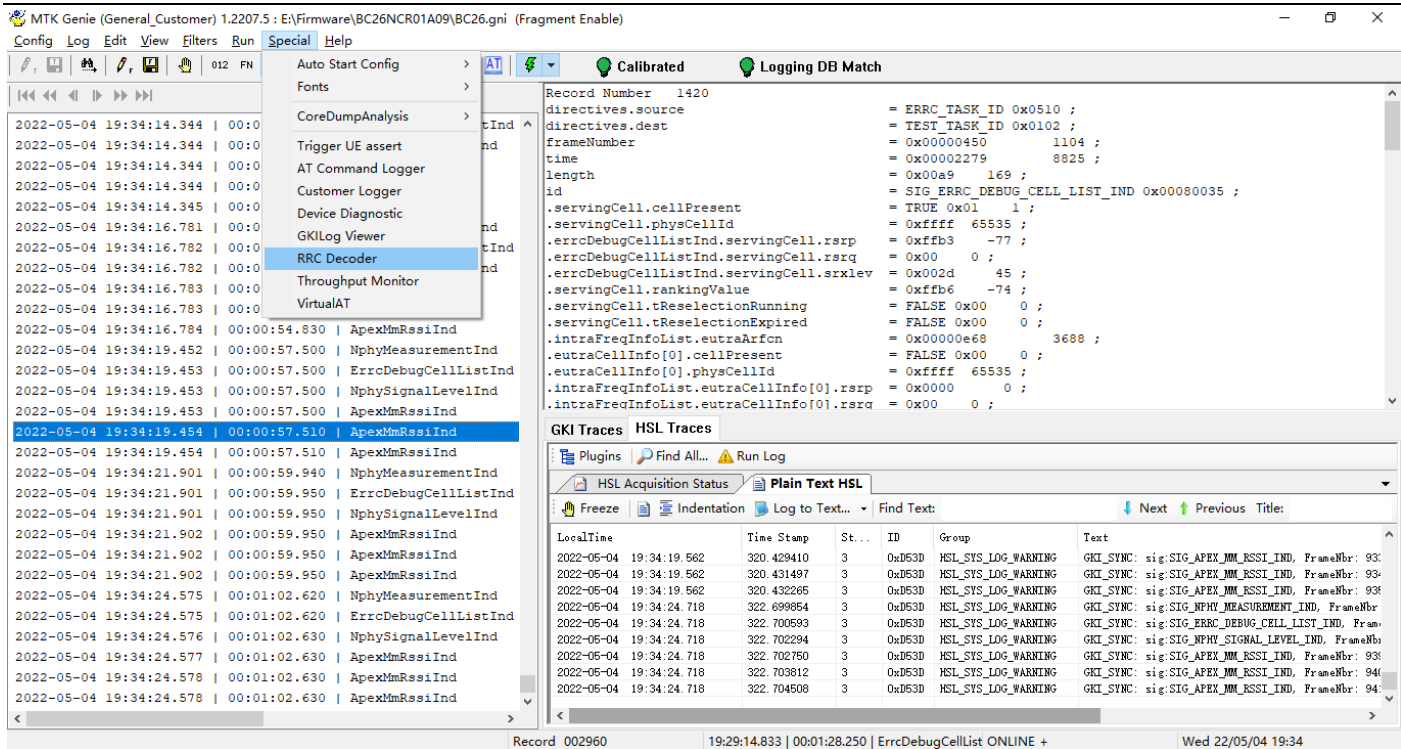 MTK Genie (General_Customer) 1.2207.5 : E:\Firmware\BC26NCR01A09\BC26.gni (Fragment Enable)
Config Log Edit View Filters Run Special Help
012 FN
AT
Calibrated
Logging DB Match
Auto Start Config
Fonts
CoreDumpAnalysis
Trigger UE assert
AT Command Logger
Customer Logger
Device Diagnostic
GKILog Viewer
RRC Decoder
Throughput Monitor
VirtualAT
2022-05-04 19:34:14.344 | 00:0 tInd
2022-05-04 19:34:14.344 | 00:0 nd
2022-05-04 19:34:14.344 | 00:0
2022-05-04 19:34:14.344 | 00:0
2022-05-04 19:34:14.345 | 00:0
2022-05-04 19:34:16.781 | 00:0 nd
2022-05-04 19:34:16.782 | 00:0 tInd
2022-05-04 19:34:16.782 | 00:0 nd
2022-05-04 19:34:16.783 | 00:0
2022-05-04 19:34:16.783 | 00:0
2022-05-04 19:34:16.784 | 00:00:54.830 | ApexMmRssiInd
2022-05-04 19:34:19.452 | 00:00:57.500 | NphyMeasurementInd
2022-05-04 19:34:19.453 | 00:00:57.500 | ErrcDebugCellListInd
2022-05-04 19:34:19.453 | 00:00:57.500 | NphySignalLevelInd
2022-05-04 19:34:19.453 | 00:00:57.500 | ApexMmRssiInd
2022-05-04 19:34:19.454 | 00:00:57.510 | ApexMmRssiInd
2022-05-04 19:34:19.454 | 00:00:57.510 | ApexMmRssiInd
2022-05-04 19:34:21.901 | 00:00:59.940 | NphyMeasurementInd
2022-05-04 19:34:21.901 | 00:00:59.950 | ErrcDebugCellListInd
2022-05-04 19:34:21.901 | 00:00:59.950 | NphySignalLevelInd
2022-05-04 19:34:21.902 | 00:00:59.950 | ApexMmRssiInd
2022-05-04 19:34:21.902 | 00:00:59.950 | ApexMmRssiInd
2022-05-04 19:34:21.902 | 00:00:59.950 | ApexMmRssiInd
2022-05-04 19:34:24.575 | 00:01:02.620 | NphyMeasurementInd
2022-05-04 19:34:24.575 | 00:01:02.620 | ErrcDebugCellListInd
2022-05-04 19:34:24.576 | 00:01:02.630 | NphySignalLevelInd
2022-05-04 19:34:24.577 | 00:01:02.630 | ApexMmRssiInd
2022-05-04 19:34:24.578 | 00:01:02.630 | ApexMmRssiInd
2022-05-04 19:34:24.578 | 00:01:02.630 | ApexMmRssiInd
Record Number 1420
directives.source = ERRC_TASK_ID 0x0510 ;
directives.dest = TEST_TASK_ID 0x0102 ;
frameNumber = 0x00000450 1104 ;
time = 0x00002279 8825 ;
length = 0x00a9 169 ;
id = SIG_ERRC_DEBUG_CELL_LIST_IND 0x00080035 ;
.servingCell.cellPresent = TRUE 0x01 1 ;
.servingCell.physCellId = 0xffff 65535 ;
.errcDebugCellListInd.servingCell.rsrp = 0xffb3 -77 ;
.errcDebugCellListInd.servingCell.rsrq = 0x00 0 ;
.errcDebugCellListInd.servingCell.srxlev = 0x002d 45 ;
.servingCell.rankingValue = 0xffb6 -74 ;
.servingCell.tReselectionRunning = FALSE 0x00 0 ;
.servingCell.tReselectionExpired = FALSE 0x00 0 ;
.intraFreqInfoList.eutraArfcn = 0x00000e68 3688 ;
.eutraCellInfo[0].cellPresent = FALSE 0x00 0 ;
.eutraCellInfo[0].physCellId = 0xffff 65535 ;
.intraFreqInfoList.eutraCellInfo[0].rsrp = 0x0000 0 ;
.intraFreqInfoList.eutraCellInfo[0].rsrq = 0x00 0 ;
GKI Traces HSL Traces
Plugins Find All... Run Log
HSL Acquisition Status Plain Text HSL
Freeze Indentation Log to Text... Find Text: Next Previous Title:
LocalTime Time Stamp St... ID Group Text
2022-05-04 19:34:19.562 320.429410 3 0xD53D HSL_SYS_LOG_WARNING GKI_SYNC: sig:SIG_APEX_MM_RSSI_IND, FrameNbr: 93
2022-05-04 19:34:19.562 320.431497 3 0xD53D HSL_SYS_LOG_WARNING GKI_SYNC: sig:SIG_APEX_MM_RSSI_IND, FrameNbr: 93
2022-05-04 19:34:19.562 320.432265 3 0xD53D HSL_SYS_LOG_WARNING GKI_SYNC: sig:SIG_APEX_MM_RSSI_IND, FrameNbr: 93
2022-05-04 19:34:24.718 322.699854 3 0xD53D HSL_SYS_LOG_WARNING GKI_SYNC: sig:SIG_NPHY_MEASUREMENT_IND, FrameNbr
2022-05-04 19:34:24.718 322.700593 3 0xD53D HSL_SYS_LOG_WARNING GKI_SYNC: sig:SIG_ERRC_DEBUG_CELL_LIST_IND, Fram
2022-05-04 19:34:24.718 322.702294 3 0xD53D HSL_SYS_LOG_WARNING GKI_SYNC: sig:SIG_NPHY_SIGNAL_LEVEL_IND, FrameNb
2022-05-04 19:34:24.718 322.702750 3 0xD53D HSL_SYS_LOG_WARNING GKI_SYNC: sig:SIG_APEX_MM_RSSI_IND, FrameNbr: 93
2022-05-04 19:34:24.718 322.703812 3 0xD53D HSL_SYS_LOG_WARNING GKI_SYNC: sig:SIG_APEX_MM_RSSI_IND, FrameNbr: 94
2022-05-04 19:34:24.718 322.704508 3 0xD53D HSL_SYS_LOG_WARNING GKI_SYNC: sig:SIG_APEX_MM_RSSI_IND, FrameNbr: 94
Record 002960 19:29:14.833 | 00:01:28.250 | ErrcDebugCellList ONLINE + Wed 22/05/04 19:34